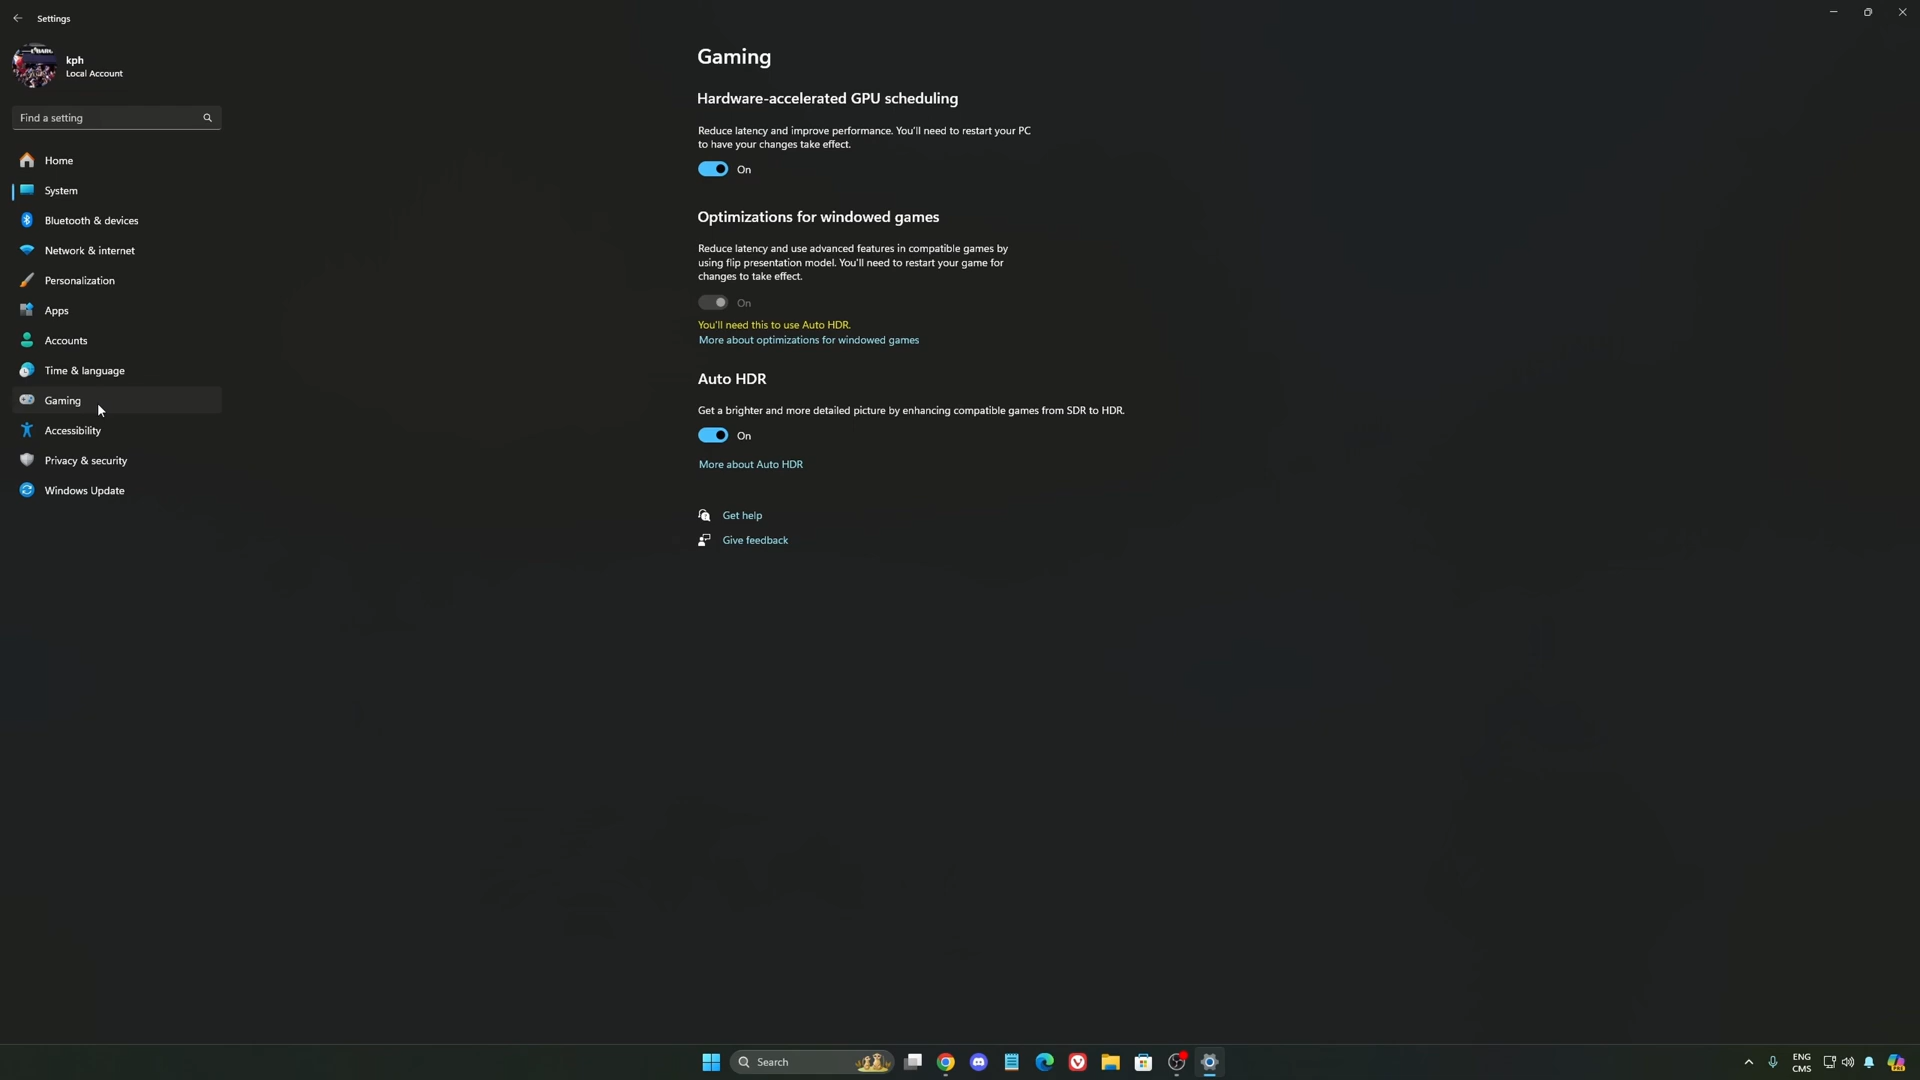 Settings
kph
Local Account
Find a setting
Home
System
Bluetooth & devices
Network & internet
Personalization
Apps
Accounts
Time & language
Gaming
Accessibility
Privacy & security
Windows Update
Gaming
Hardware-accelerated GPU scheduling
Reduce latency and improve performance. You'll need to restart your PC
to have your changes take effect.
On
Optimizations for windowed games
Reduce latency and use advanced features in compatible games by
using flip presentation model. You'll need to restart your game for
changes to take effect.
On
You'll need this to use Auto HDR.
More about optimizations for windowed games
Auto HDR
Get a brighter and more detailed picture by enhancing compatible games from SDR to HDR.
On
More about Auto HDR
Get help
Give feedback
Search
ENG
CMS
PRE